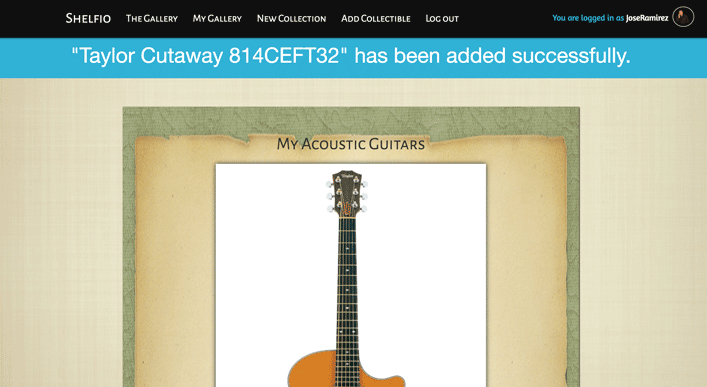 Shelfio The Gallery My Gallery New Collection Add Collectible Log out You are logged in as JoseRamirez
"Taylor Cutaway 814CEFT32" has been added successfully.
My Acoustic Guitars
Taylor